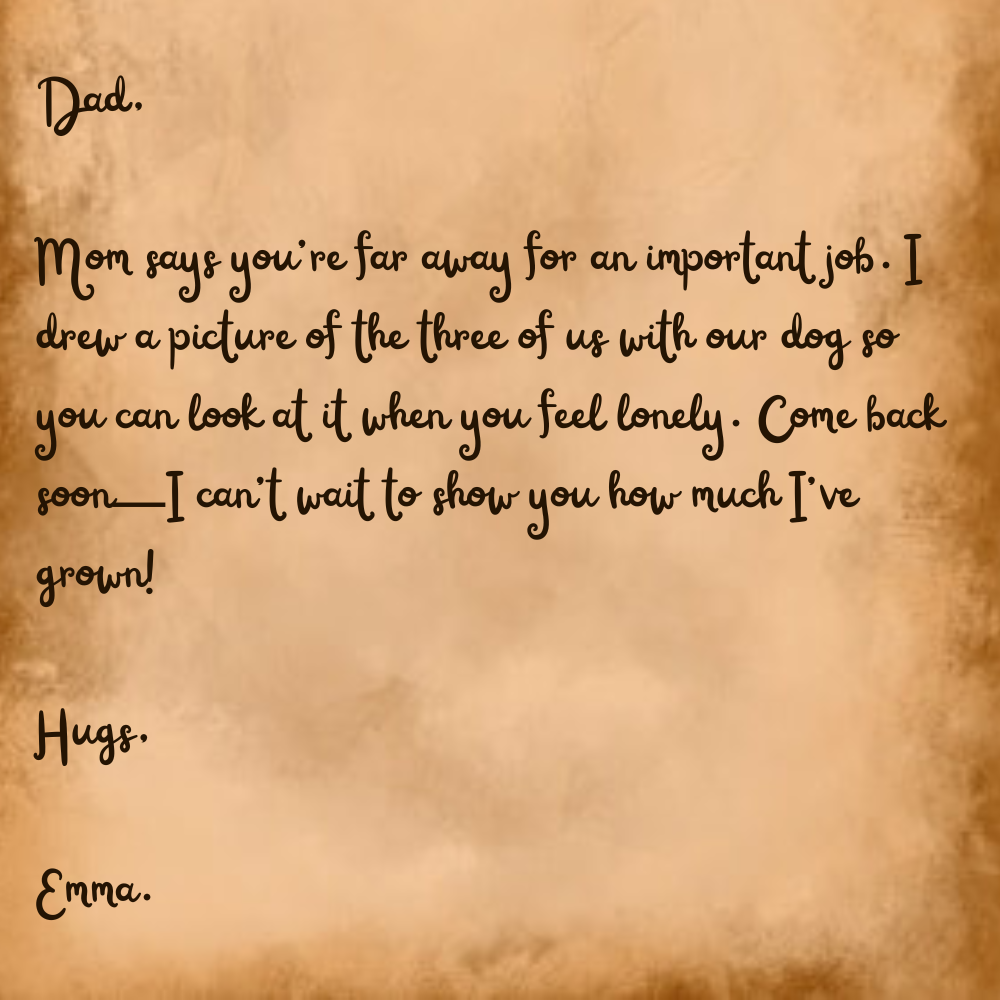 Dad,
Mom says you're far away for an important job. I
drew a picture of the three of us with our dog so
you can look at it when you feel lonely. Come back
soon—I can't wait to show you how much I've
grown!
Hugs,
Emma.